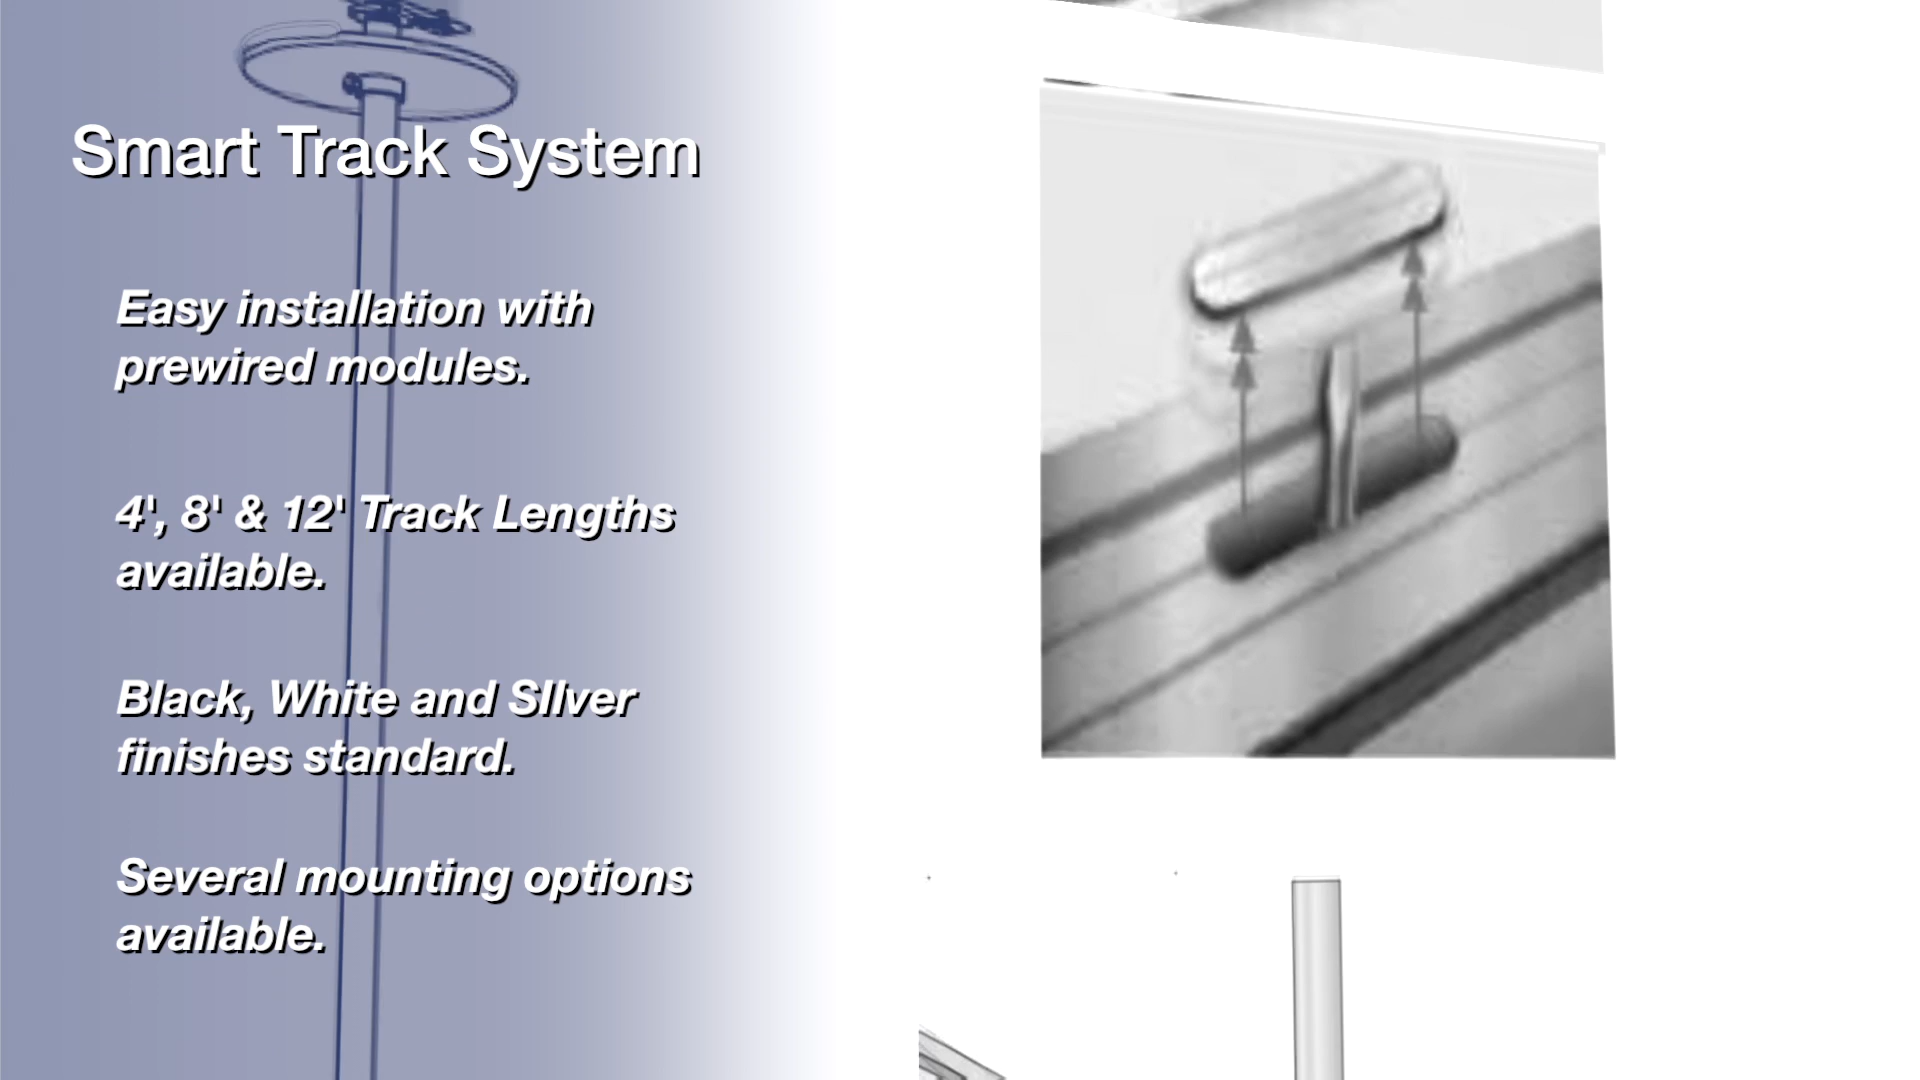 Smart Track System
Easy installation with
prewired modules.
4', 8' & 12' Track Lengths
available.
Black, White and SIlver
finishes standard.
Several mounting options
available.